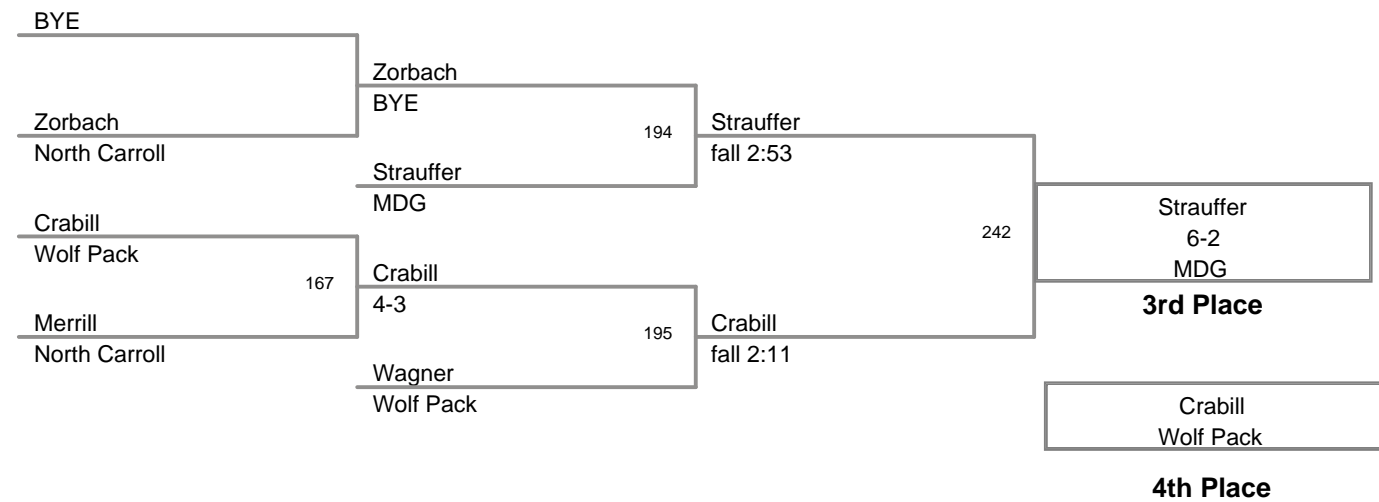 BYE
Zorbach
BYE
Zorbach
North Carroll
194
Strauffer
fall 2:53
Strauffer
MDG
Crabill
Wolf Pack
242
Strauffer
6-2
MDG
3rd Place
167
Crabill
4-3
Merrill
North Carroll
195
Crabill
fall 2:11
Wagner
Wolf Pack
Crabill
Wolf Pack
4th Place